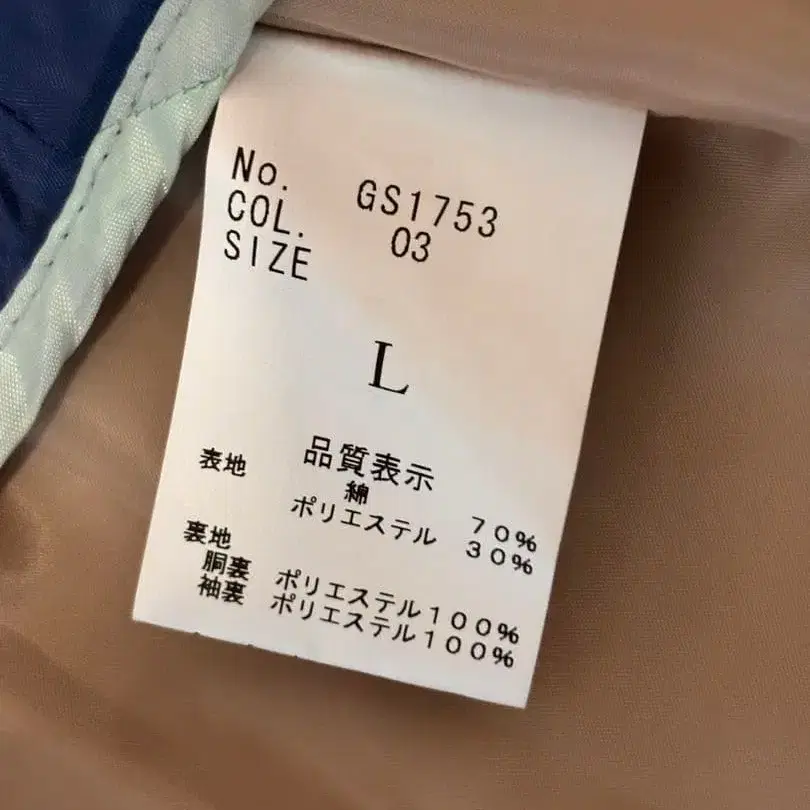 No. GS1753
COL. 03
SIZE
L
品質表示
表地 綿 70%
ポリエステル 30%
裏地
胴裏 ポリエステル100%
袖裏 ポリエステル100%